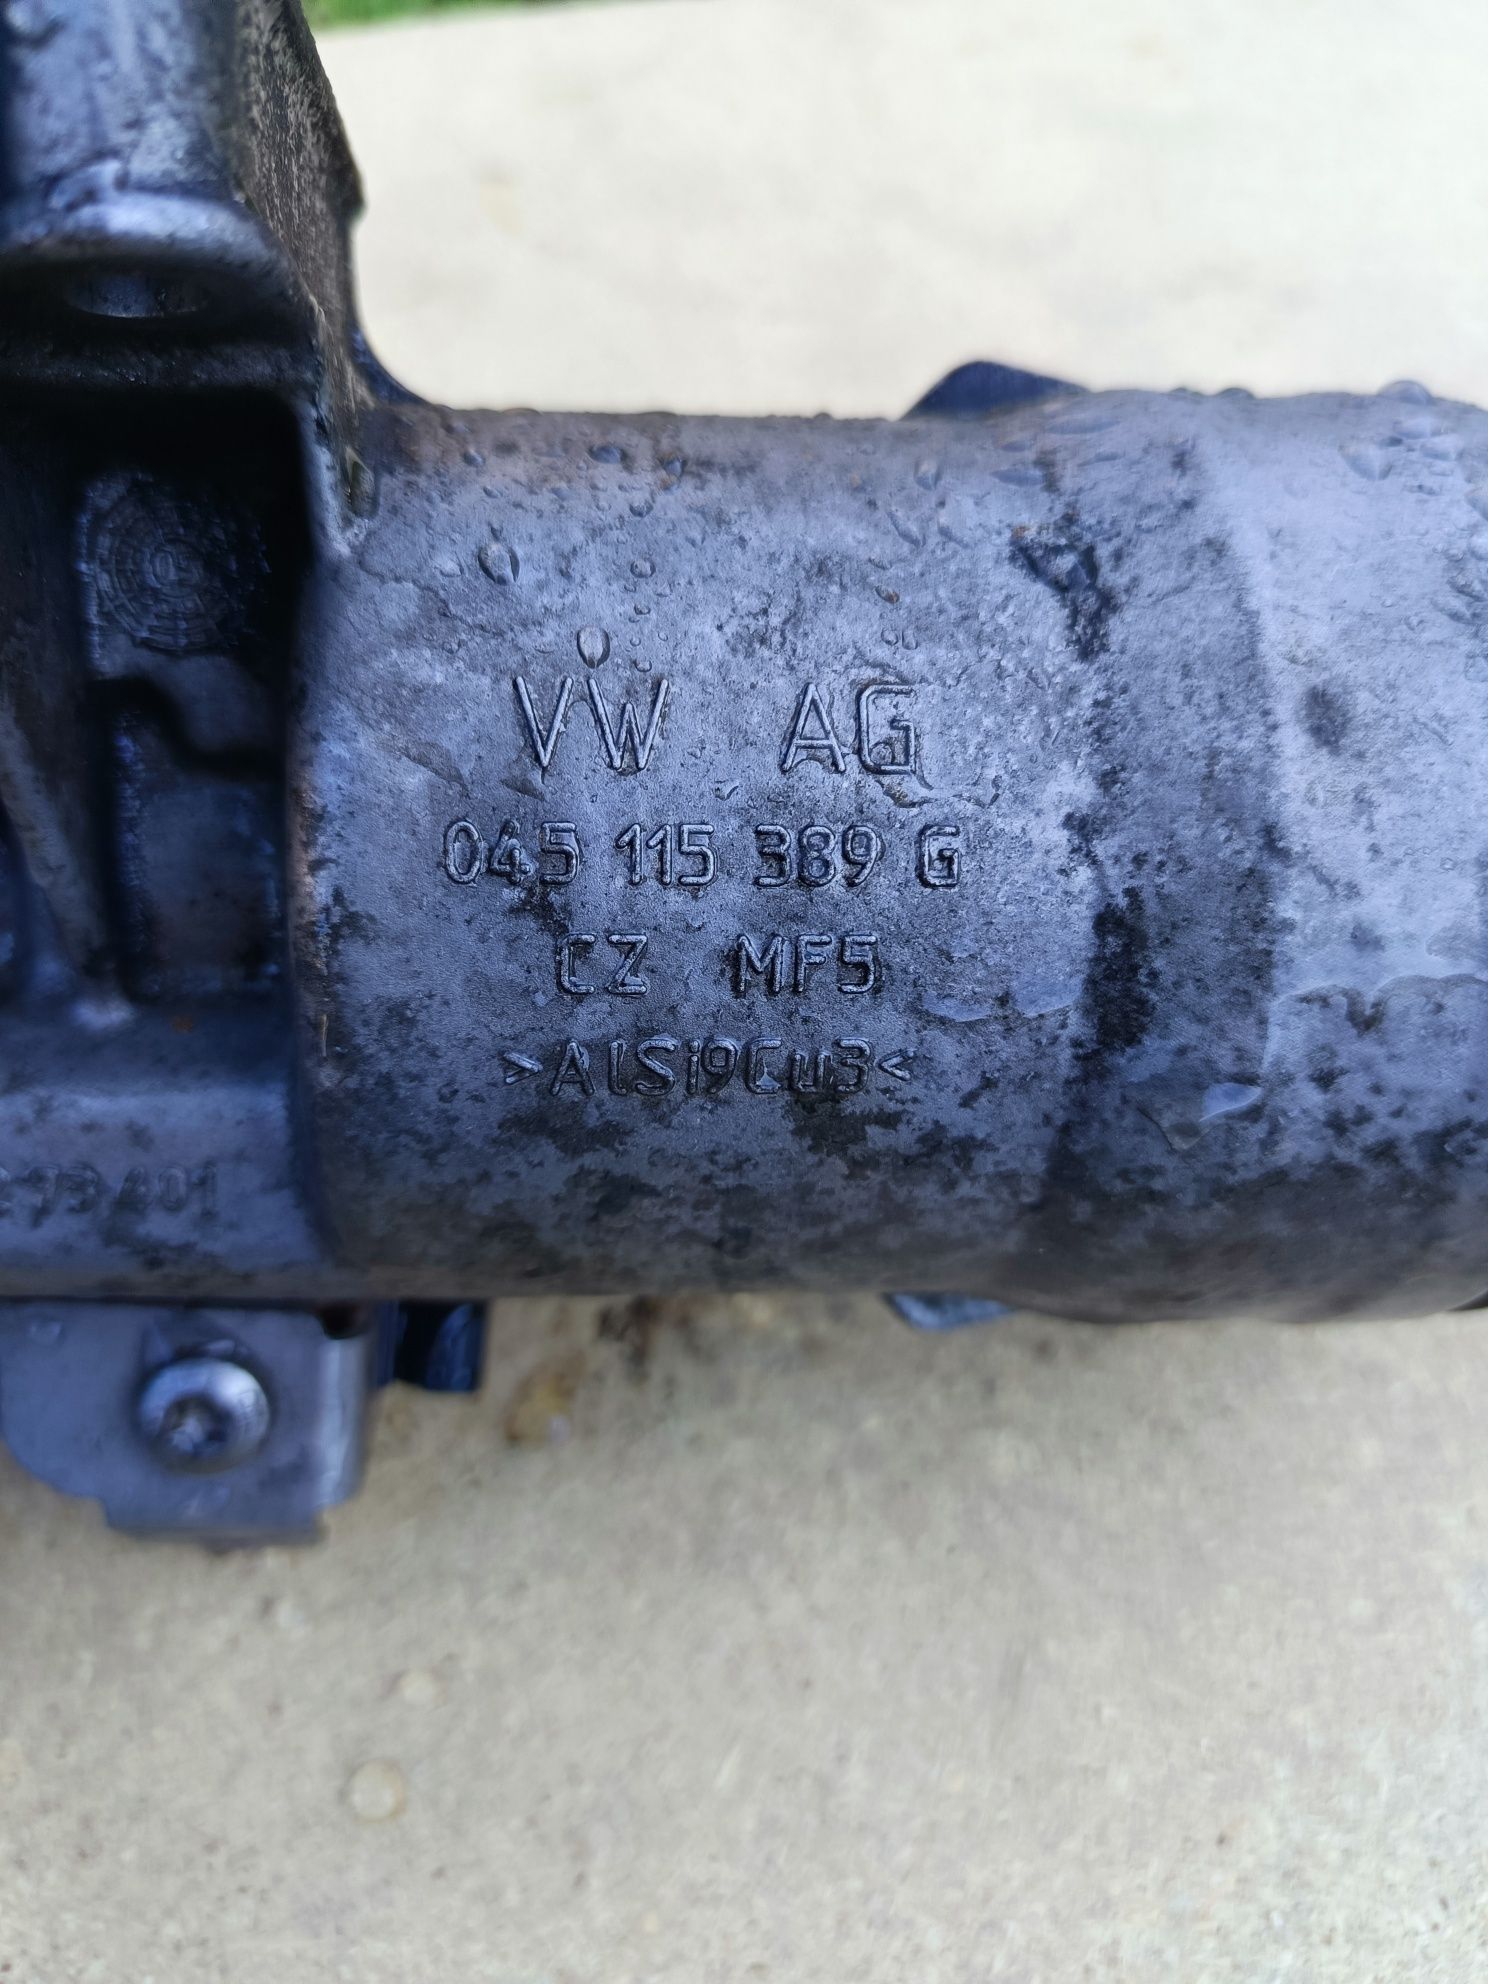 VW AG
045 115 389 G
CZ MF5
>AlSi9Cu3<